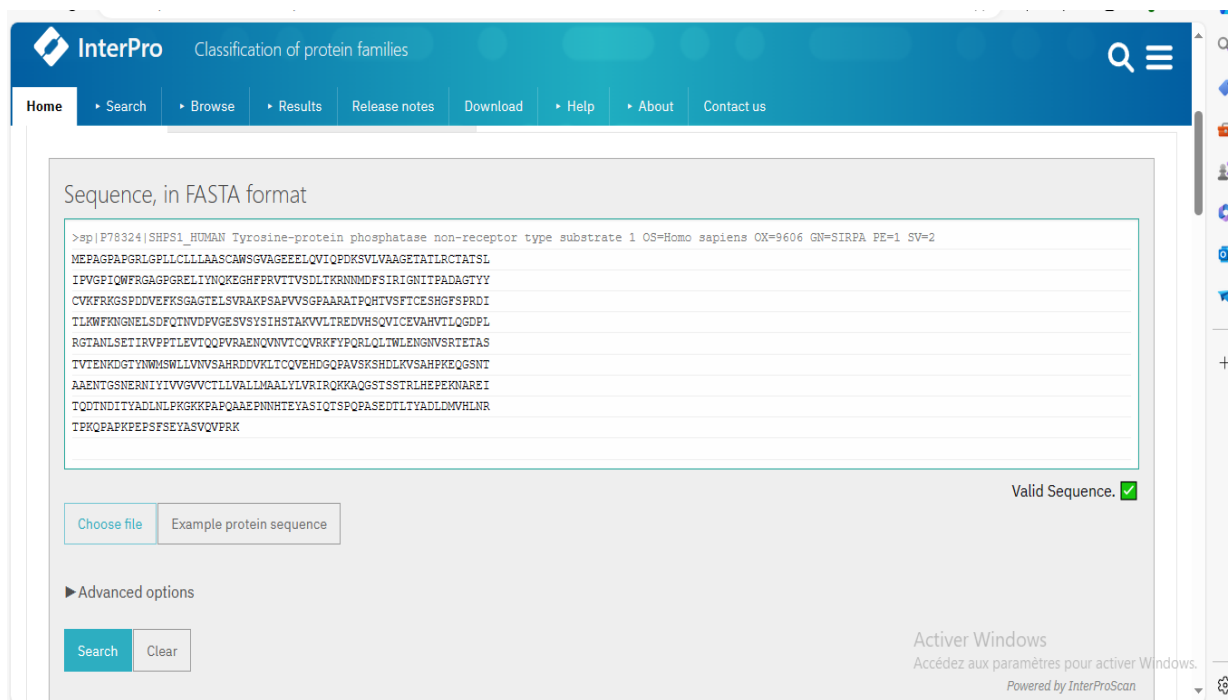 InterPro Classification of protein families
Home Search Browse Results Release notes Download Help About Contact us
Sequence, in FASTA format
>sp|P78324|SHPS1_HUMAN Tyrosine-protein phosphatase non-receptor type substrate 1 OS=Homo sapiens OX=9606 GN=SIRPA PE=1 SV=2
MEPAGPAPGRLGPLLCLLLAASCAWSGVAGEEELQVIQPDKSVLVAAGETATLRCTATSL
IPVGPIQWFRGAGPGRELIYNQKEGHFPRVTTVSDLTKRNNMDFSIRIGNITPADAGTYY
CVKFRKGSPDDVEFKSGAGTELSVRAKPSAPVVSGPAARATPQHTVSFTCESHGFSPRDI
TLKWFKNGNELSDFQTNVDPVGESVSYSIHSTAKVVLTREDVHSQVICEVAHVTLQGDPL
RGTANLSETIRVPPTLEVTQQPVRAENQVNVTCQVRKFYPQRLQLTWLENGNVSRTETAS
TVTENKDGTYNWMSWLLVNVSAHRDDVKLTCQVEHDGQPAVSKSHDLKVSAHPKEQGSNT
AAENTGSNERNIYIVVGVVCTLLVALLMAALYLVRIRQKKAQGSTSSTRLHEPEKNAREI
TQDTNDITYADLNLPKGKKPAPQAAEPNNHTEYASIQTSPQPASEDTLTYADLDMVHLNR
TPKQPAPKPEPSFSEYASVQVPRK
Valid Sequence.
Choose file Example protein sequence
Advanced options
Search Clear
Activer Windows
Accédez aux paramètres pour activer Windows.
Powered by InterProScan